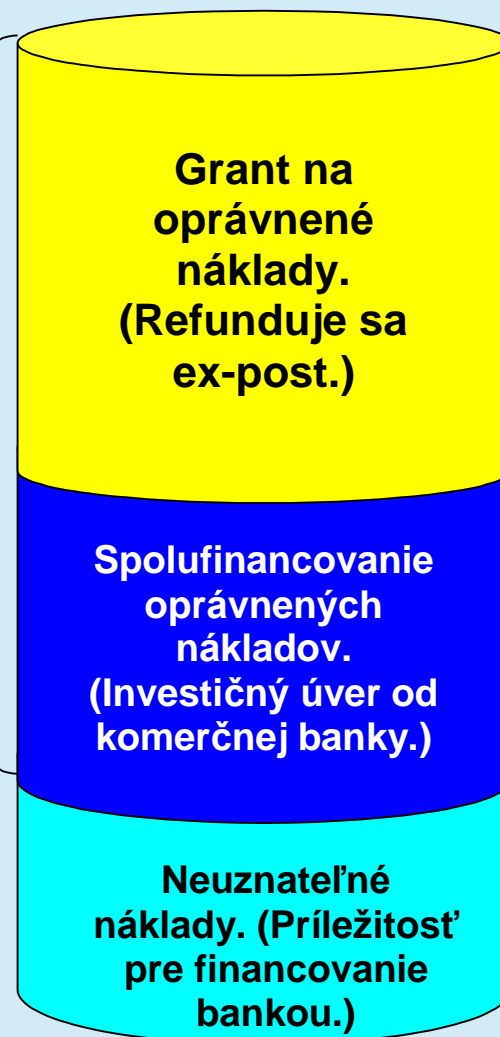 Grant na
oprávnené
náklady.
(Refunduje sa
ex-post.)
Spolufinancovanie
oprávnených
nákladov.
(Investičný úver od
komerčnej banky.)
Neuznateľné
náklady. (Príležitosť
pre financovanie
bankou.)